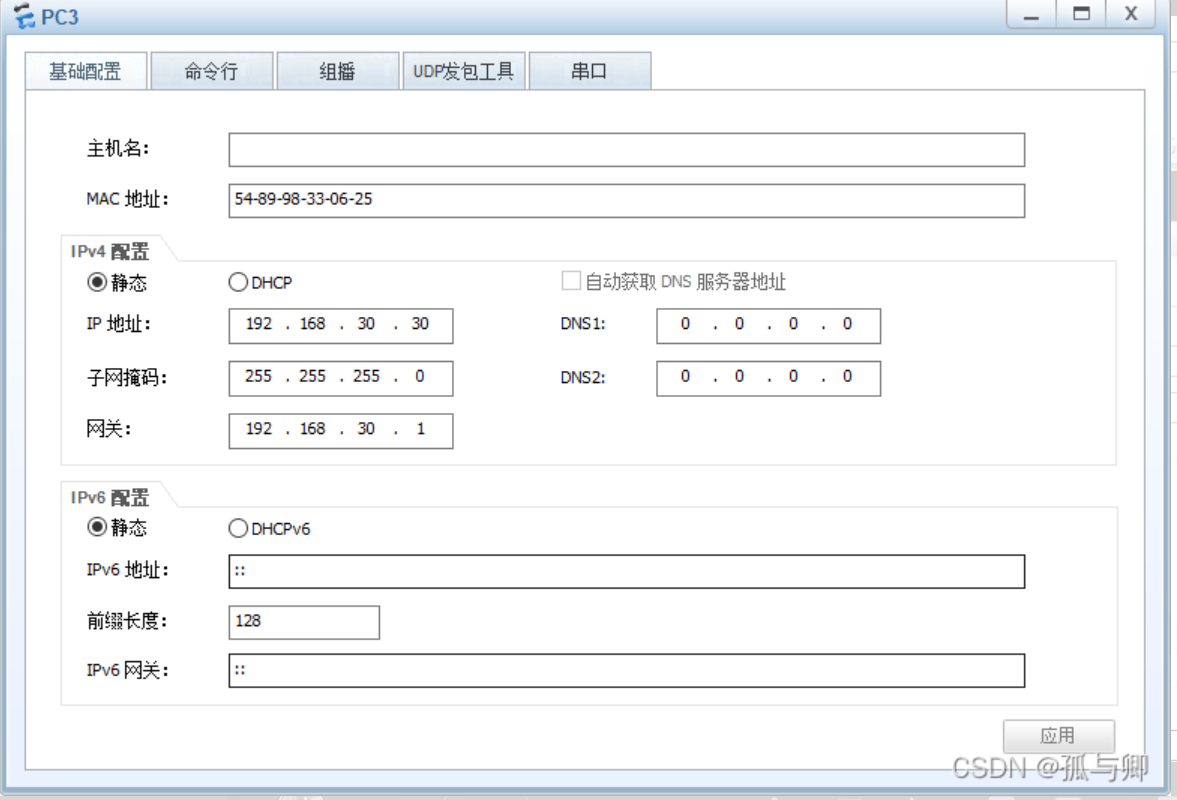 PC3
基础配置 命令行 组播 UDP发包工具 串口
主机名:
MAC 地址: 54-89-98-33-06-25
IPv4 配置
静态 DHCP 自动获取 DNS 服务器地址
IP 地址: 192 . 168 . 30 . 30 DNS1: 0 . 0 . 0 . 0
子网掩码: 255 . 255 . 255 . 0 DNS2: 0 . 0 . 0 . 0
网关: 192 . 168 . 30 . 1
IPv6 配置
静态 DHCPv6
IPv6 地址: ::
前缀长度: 128
IPv6 网关: ::
应用
CSDN @孤与卿